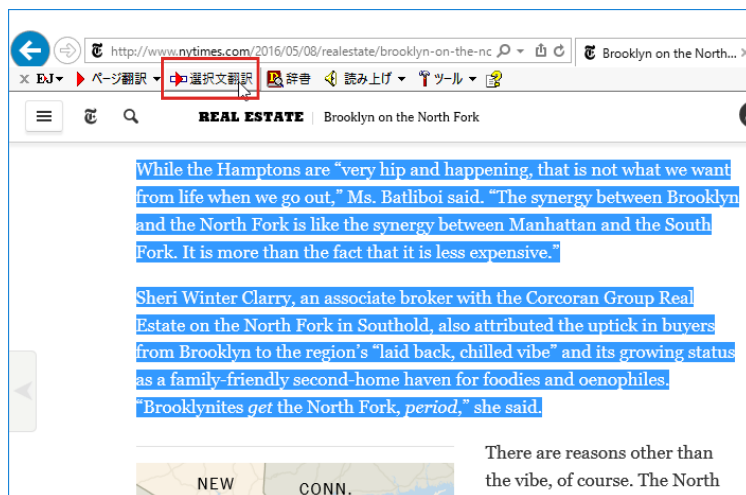 http://www.nytimes.com/2016/05/08/realestate/brooklyn-on-the-nc
Brooklyn on the North...
× EJ ページ翻訳 選択文翻訳 辞書 読み上げ ツール
REAL ESTATE | Brooklyn on the North Fork
While the Hamptons are “very hip and happening, that is not what we want
from life when we go out,” Ms. Batliboi said. “The synergy between Brooklyn
and the North Fork is like the synergy between Manhattan and the South
Fork. It is more than the fact that it is less expensive.”
Sheri Winter Clarry, an associate broker with the Corcoran Group Real
Estate on the North Fork in Southold, also attributed the uptick in buyers
from Brooklyn to the region’s “laid back, chilled vibe” and its growing status
as a family-friendly second-home haven for foodies and oenophiles.
“Brooklynites get the North Fork, period,” she said.
There are reasons other than
the vibe, of course. The North
NEW
CONN.